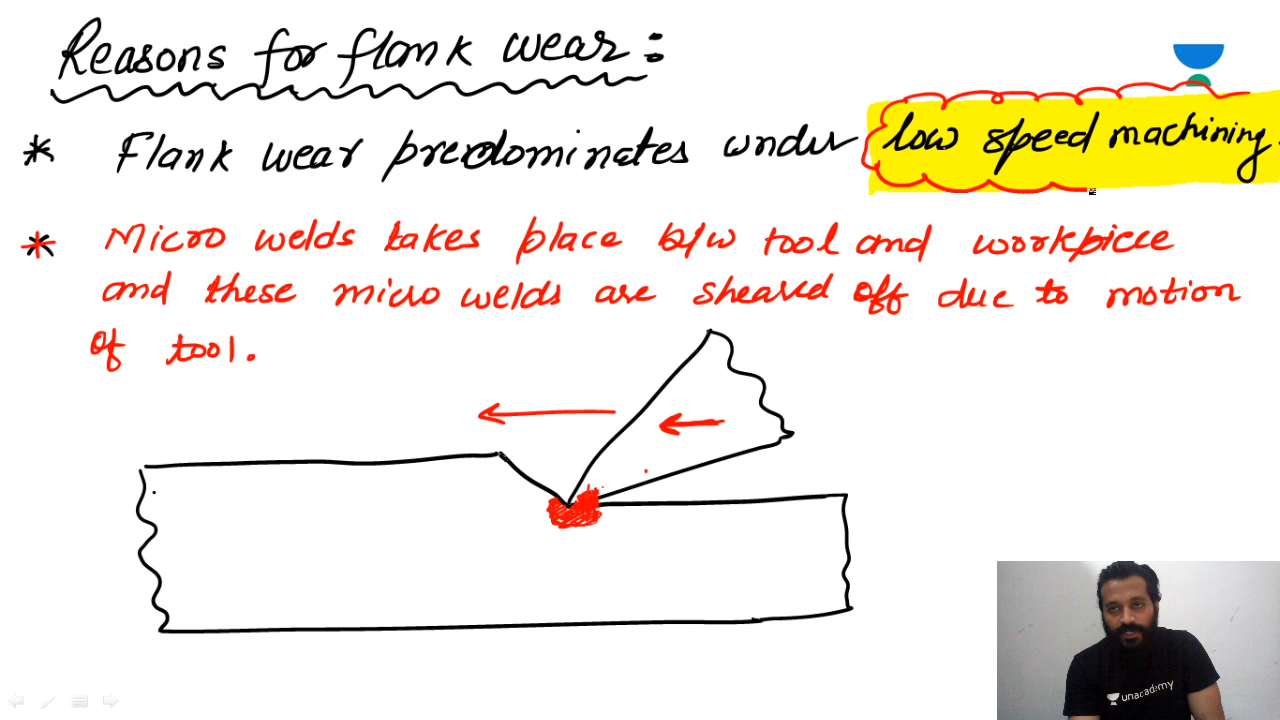 Reasons for flank wear:
* Flank wear predominates under low speed machining.
* Micro welds takes place b/w tool and workpiece
and these micro welds are sheared off due to motion
of tool.
unacademy